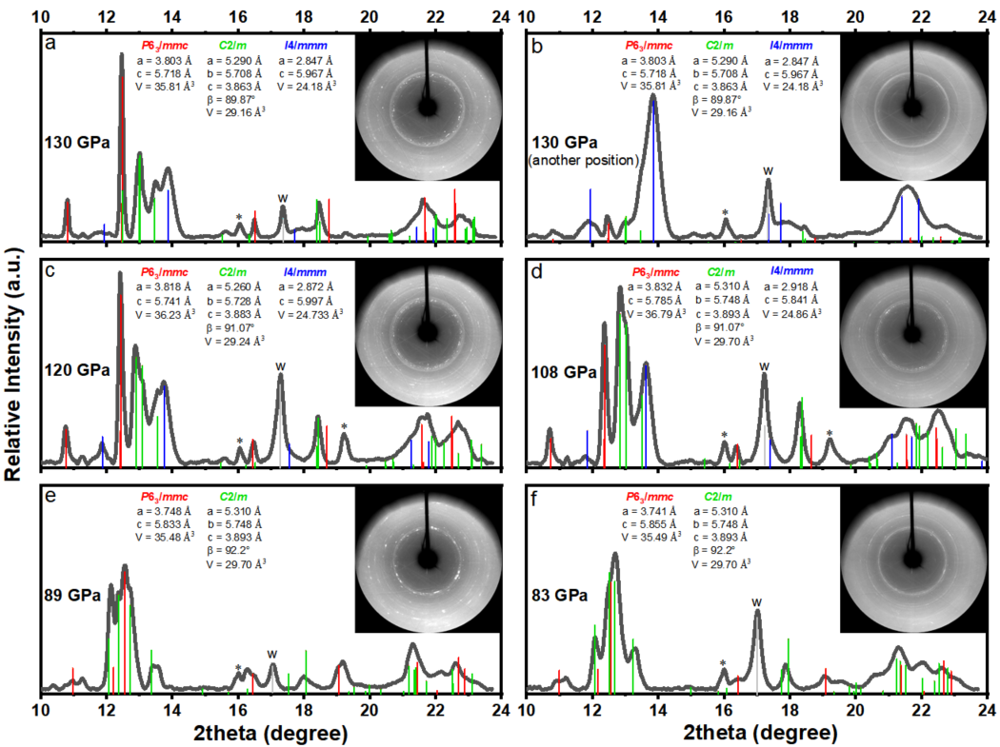 10 12 14 16 18 20 22 24
10 12 14 16 18 20 22 24
a
P6₃/mmc C2/m I4/mmm
a = 3.803 Å a = 5.290 Å a = 2.847 Å
c = 5.718 Å b = 5.708 Å c = 5.967 Å
V = 35.81 Å³ c = 3.863 Å V = 24.18 Å³
β = 89.87°
V = 29.16 Å³
130 GPa
*
w
b
P6₃/mmc C2/m I4/mmm
a = 3.803 Å a = 5.290 Å a = 2.847 Å
c = 5.718 Å b = 5.708 Å c = 5.967 Å
V = 35.81 Å³ c = 3.863 Å V = 24.18 Å³
β = 89.87°
V = 29.16 Å³
130 GPa
(another position)
*
w
c
P6₃/mmc C2/m I4/mmm
a = 3.818 Å a = 5.260 Å a = 2.872 Å
c = 5.741 Å b = 5.728 Å c = 5.997 Å
V = 36.23 Å³ c = 3.883 Å V = 24.733 Å³
β = 91.07°
V = 29.24 Å³
120 GPa
*
w
*
d
P6₃/mmc C2/m I4/mmm
a = 3.832 Å a = 5.310 Å a = 2.918 Å
c = 5.785 Å b = 5.748 Å c = 5.841 Å
V = 36.79 Å³ c = 3.893 Å V = 24.86 Å³
β = 91.07°
V = 29.70 Å³
108 GPa
*
w
*
e
P6₃/mmc C2/m
a = 3.748 Å a = 5.310 Å
c = 5.833 Å b = 5.748 Å
V = 35.48 Å³ c = 3.893 Å
β = 92.2°
V = 29.70 Å³
89 GPa
*
w
f
P6₃/mmc C2/m
a = 3.741 Å a = 5.310 Å
c = 5.855 Å b = 5.748 Å
V = 35.49 Å³ c = 3.893 Å
β = 92.2°
V = 29.70 Å³
83 GPa
*
w
10 12 14 16 18 20 22 24
10 12 14 16 18 20 22 24
2theta (degree)
2theta (degree)
Relative Intensity (a.u.)